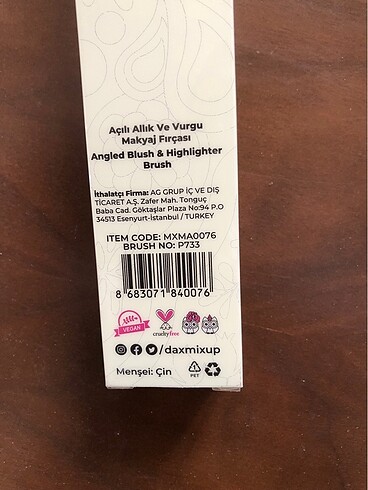 Açılı Allık Ve Vurgu
Makyaj Fırçası
Angled Blush & Highlighter
Brush
İthalatçı Firma: AG GRUP İÇ VE DIŞ
TİCARET A.Ş. Zafer Mah. Tonguç
Baba Cad. Göktaşlar Plaza No:94 P.O
34513 Esenyurt-İstanbul / TURKEY
ITEM CODE: MXMA0076
BRUSH NO: P733
8 683071 840076
VEGAN
crueltyfree
/daxmixup
Menşei: Çin
1
PET